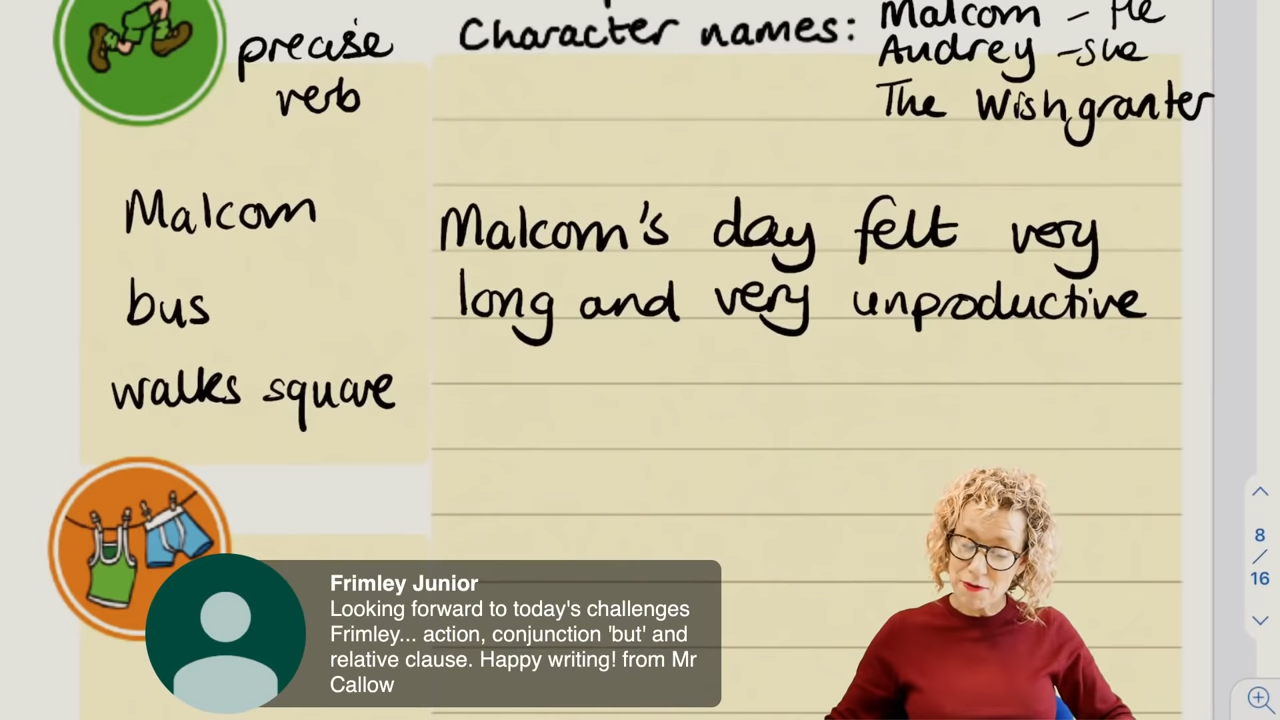 precise
verb
Character names:
Malcom - He
Audrey - she
The Wishgranter
Malcom
bus
walks square
Malcom's day felt very
long and very unproductive
Frimley Junior
Looking forward to today's challenges
Frimley... action, conjunction 'but' and
relative clause. Happy writing! from Mr
Callow
8
/
16